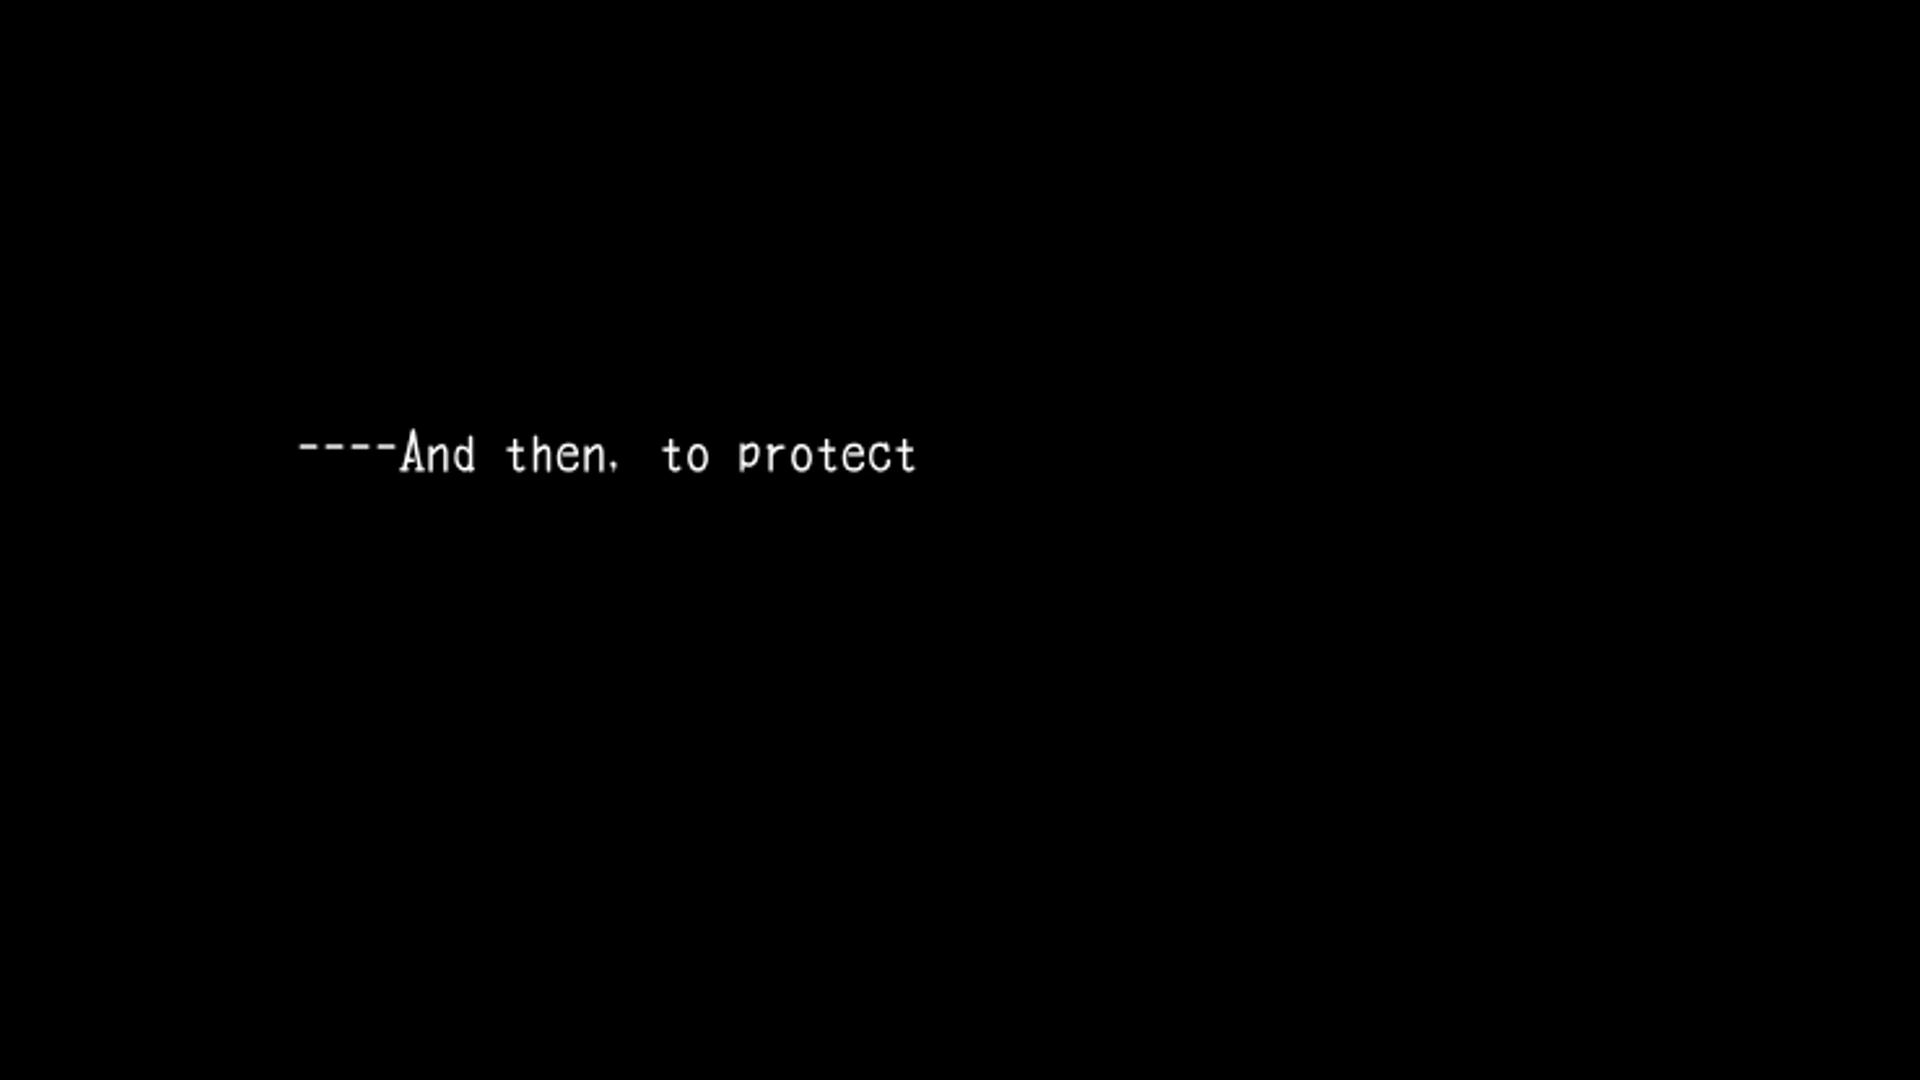 ----And then, to protect